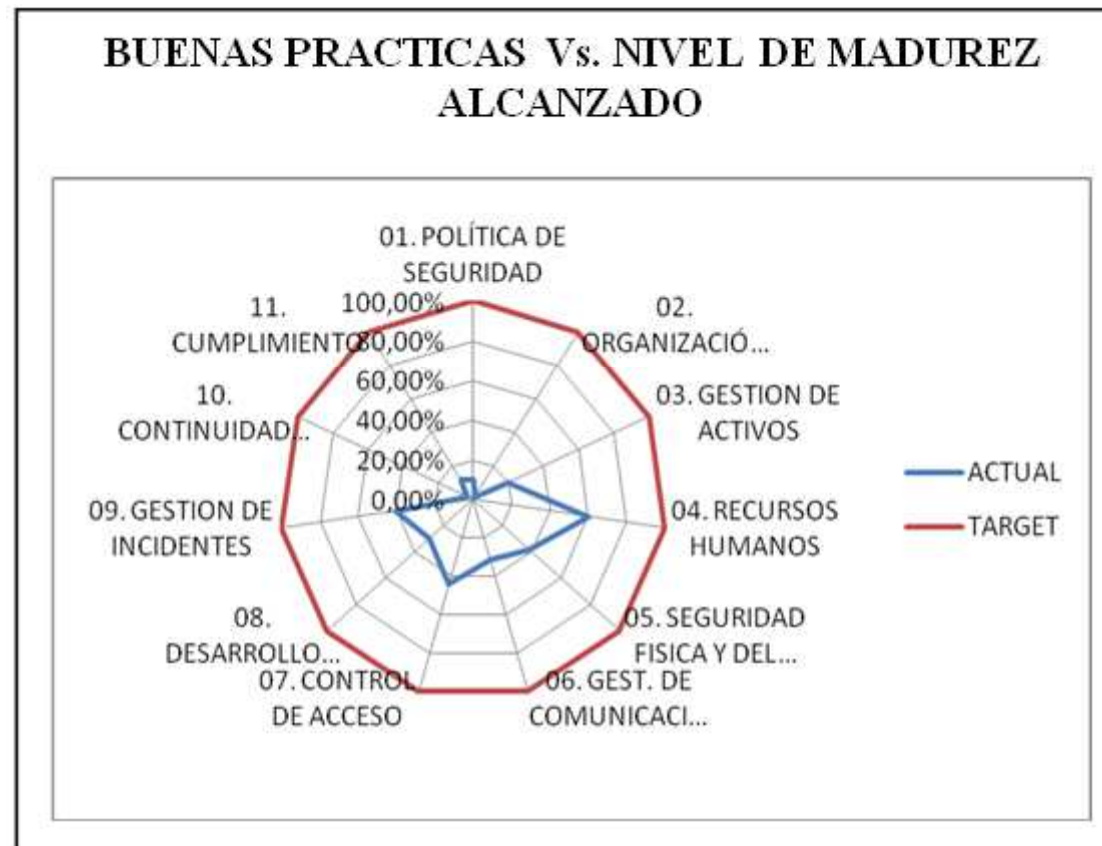 BUENAS PRACTICAS Vs. NIVEL DE MADUREZ
ALCANZADO
01. POLÍTICA DE
SEGURIDAD
100,00%
80,00%
60,00%
40,00%
20,00%
0,00%
02.
ORGANIZACIÓ...
03. GESTION DE
ACTIVOS
04. RECURSOS
HUMANOS
05. SEGURIDAD
FISICA Y DEL...
06. GEST. DE
COMUNICACI...
07. CONTROL
DE ACCESO
08.
DESARROLLO...
09. GESTION DE
INCIDENTES
10.
CONTINUIDAD...
11.
CUMPLIMIENTO
ACTUAL
TARGET